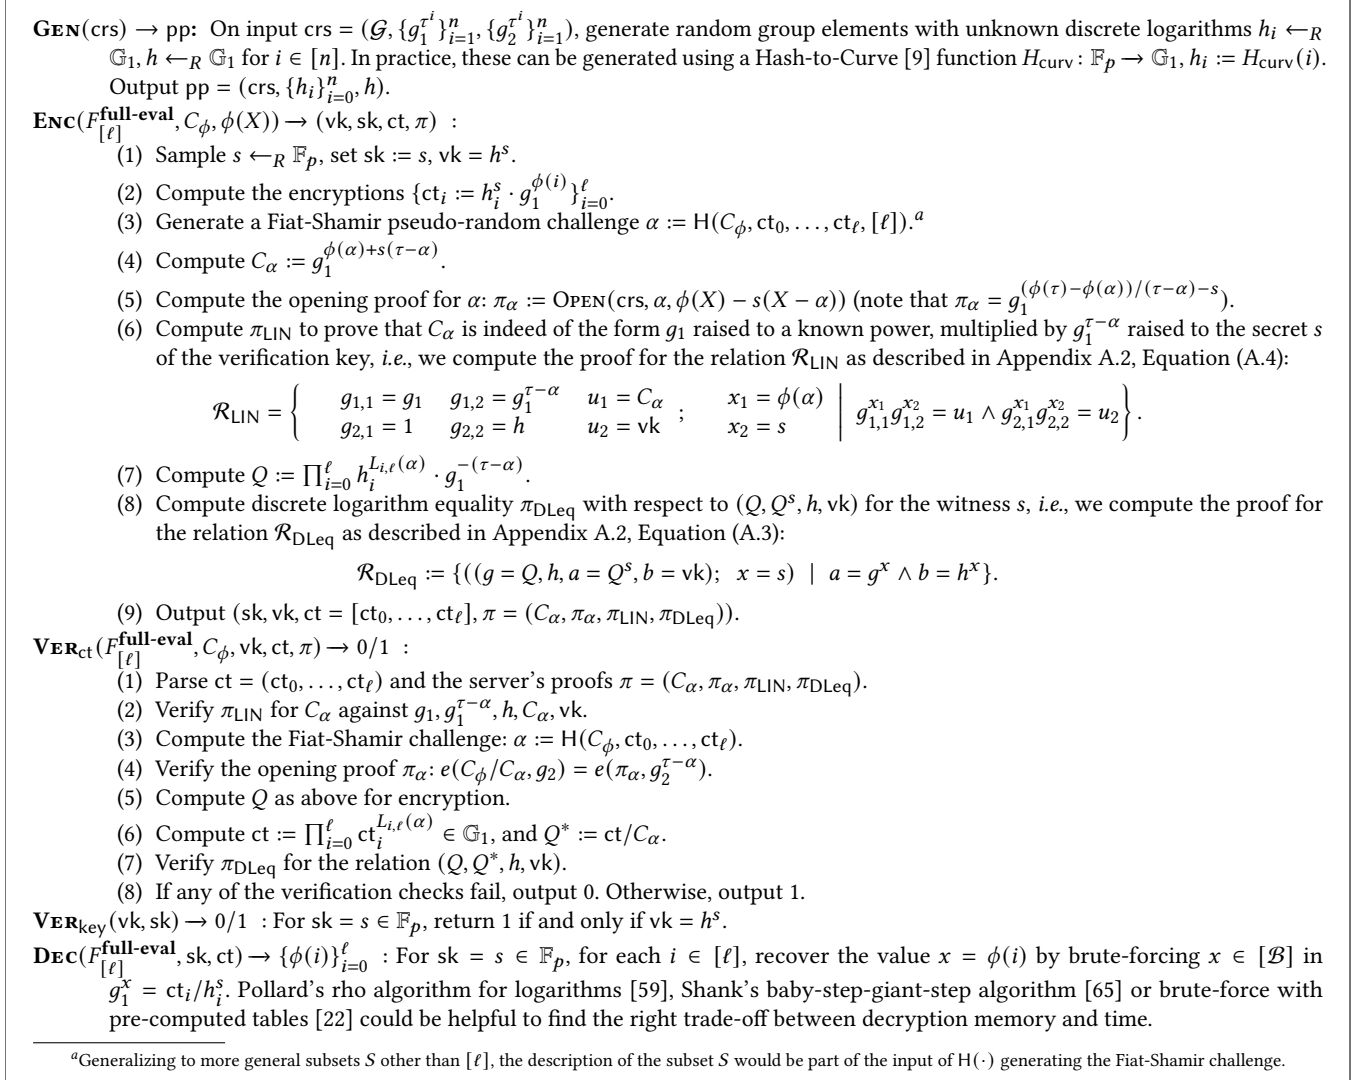 GEN(crs) → pp: On input crs = (𝒢, {g_1^{τ^i}}_{i=1}^n, {g_2^{τ^i}}_{i=1}^n), generate random group elements with unknown discrete logarithms h_i ←_R
𝔾_1, h ←_R 𝔾_1 for i ∈ [n]. In practice, these can be generated using a Hash-to-Curve [9] function H_curv : 𝔽_p → 𝔾_1, h_i := H_curv(i).
Output pp = (crs, {h_i}_{i=0}^n, h).
ENC(F_{[ℓ]}^{full-eval}, C_ϕ, ϕ(X)) → (vk, sk, ct, π) :
(1) Sample s ←_R 𝔽_p, set sk := s, vk = h^s.
(2) Compute the encryptions {ct_i := h_i^s · g_1^{ϕ(i)}}_{i=0}^ℓ.
(3) Generate a Fiat-Shamir pseudo-random challenge α := H(C_ϕ, ct_0, . . . , ct_ℓ, [ℓ]).^a
(4) Compute C_α := g_1^{ϕ(α)+s(τ−α)}.
(5) Compute the opening proof for α: π_α := OPEN(crs, α, ϕ(X) − s(X − α)) (note that π_α = g_1^{(ϕ(τ)−ϕ(α))/(τ−α)−s}).
(6) Compute π_LIN to prove that C_α is indeed of the form g_1 raised to a known power, multiplied by g_1^{τ−α} raised to the secret s
of the verification key, i.e., we compute the proof for the relation ℛ_LIN as described in Appendix A.2, Equation (A.4):
ℛ_LIN = { g_{1,1} = g_1 g_{1,2} = g_1^{τ−α} u_1 = C_α ; x_1 = ϕ(α) | g_{1,1}^{x_1} g_{1,2}^{x_2} = u_1 ∧ g_{2,1}^{x_1} g_{2,2}^{x_2} = u_2 } .
g_{2,1} = 1 g_{2,2} = h u_2 = vk x_2 = s
(7) Compute Q := ∏_{i=0}^ℓ h_i^{L_{i,ℓ}(α)} · g_1^{−(τ−α)}.
(8) Compute discrete logarithm equality π_DLeq with respect to (Q, Q^s, h, vk) for the witness s, i.e., we compute the proof for
the relation ℛ_DLeq as described in Appendix A.2, Equation (A.3):
ℛ_DLeq := {((g = Q, h, a = Q^s, b = vk); x = s) | a = g^x ∧ b = h^x}.
(9) Output (sk, vk, ct = [ct_0, . . . , ct_ℓ], π = (C_α, π_α, π_LIN, π_DLeq)).
VER_ct(F_{[ℓ]}^{full-eval}, C_ϕ, vk, ct, π) → 0/1 :
(1) Parse ct = (ct_0, . . . , ct_ℓ) and the server's proofs π = (C_α, π_α, π_LIN, π_DLeq).
(2) Verify π_LIN for C_α against g_1, g_1^{τ−α}, h, C_α, vk.
(3) Compute the Fiat-Shamir challenge: α := H(C_ϕ, ct_0, . . . , ct_ℓ).
(4) Verify the opening proof π_α: e(C_ϕ/C_α, g_2) = e(π_α, g_2^{τ−α}).
(5) Compute Q as above for encryption.
(6) Compute ct := ∏_{i=0}^ℓ ct_i^{L_{i,ℓ}(α)} ∈ 𝔾_1, and Q^* := ct/C_α.
(7) Verify π_DLeq for the relation (Q, Q^*, h, vk).
(8) If any of the verification checks fail, output 0. Otherwise, output 1.
VER_key(vk, sk) → 0/1 : For sk = s ∈ 𝔽_p, return 1 if and only if vk = h^s.
DEC(F_{[ℓ]}^{full-eval}, sk, ct) → {ϕ(i)}_{i=0}^ℓ : For sk = s ∈ 𝔽_p, for each i ∈ [ℓ], recover the value x = ϕ(i) by brute-forcing x ∈ [ℬ] in
g_1^x = ct_i/h_i^s. Pollard's rho algorithm for logarithms [59], Shank's baby-step-giant-step algorithm [65] or brute-force with
pre-computed tables [22] could be helpful to find the right trade-off between decryption memory and time.
^a Generalizing to more general subsets S other than [ℓ], the description of the subset S would be part of the input of H(·) generating the Fiat-Shamir challenge.